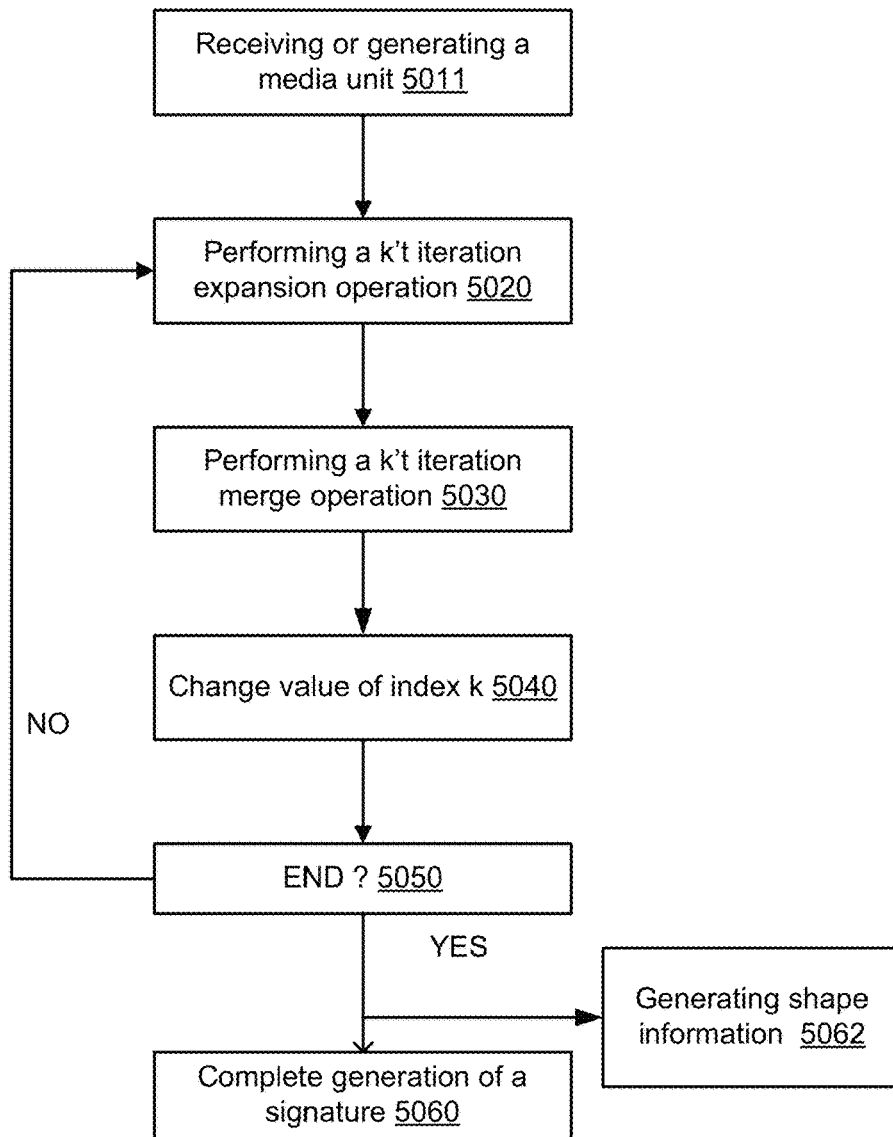 Receiving or generating a
media unit 5011
Performing a k't iteration
expansion operation 5020
Performing a k't iteration
merge operation 5030
Change value of index k 5040
NO
END ? 5050
YES
Generating shape
information 5062
Complete generation of a
signature 5060